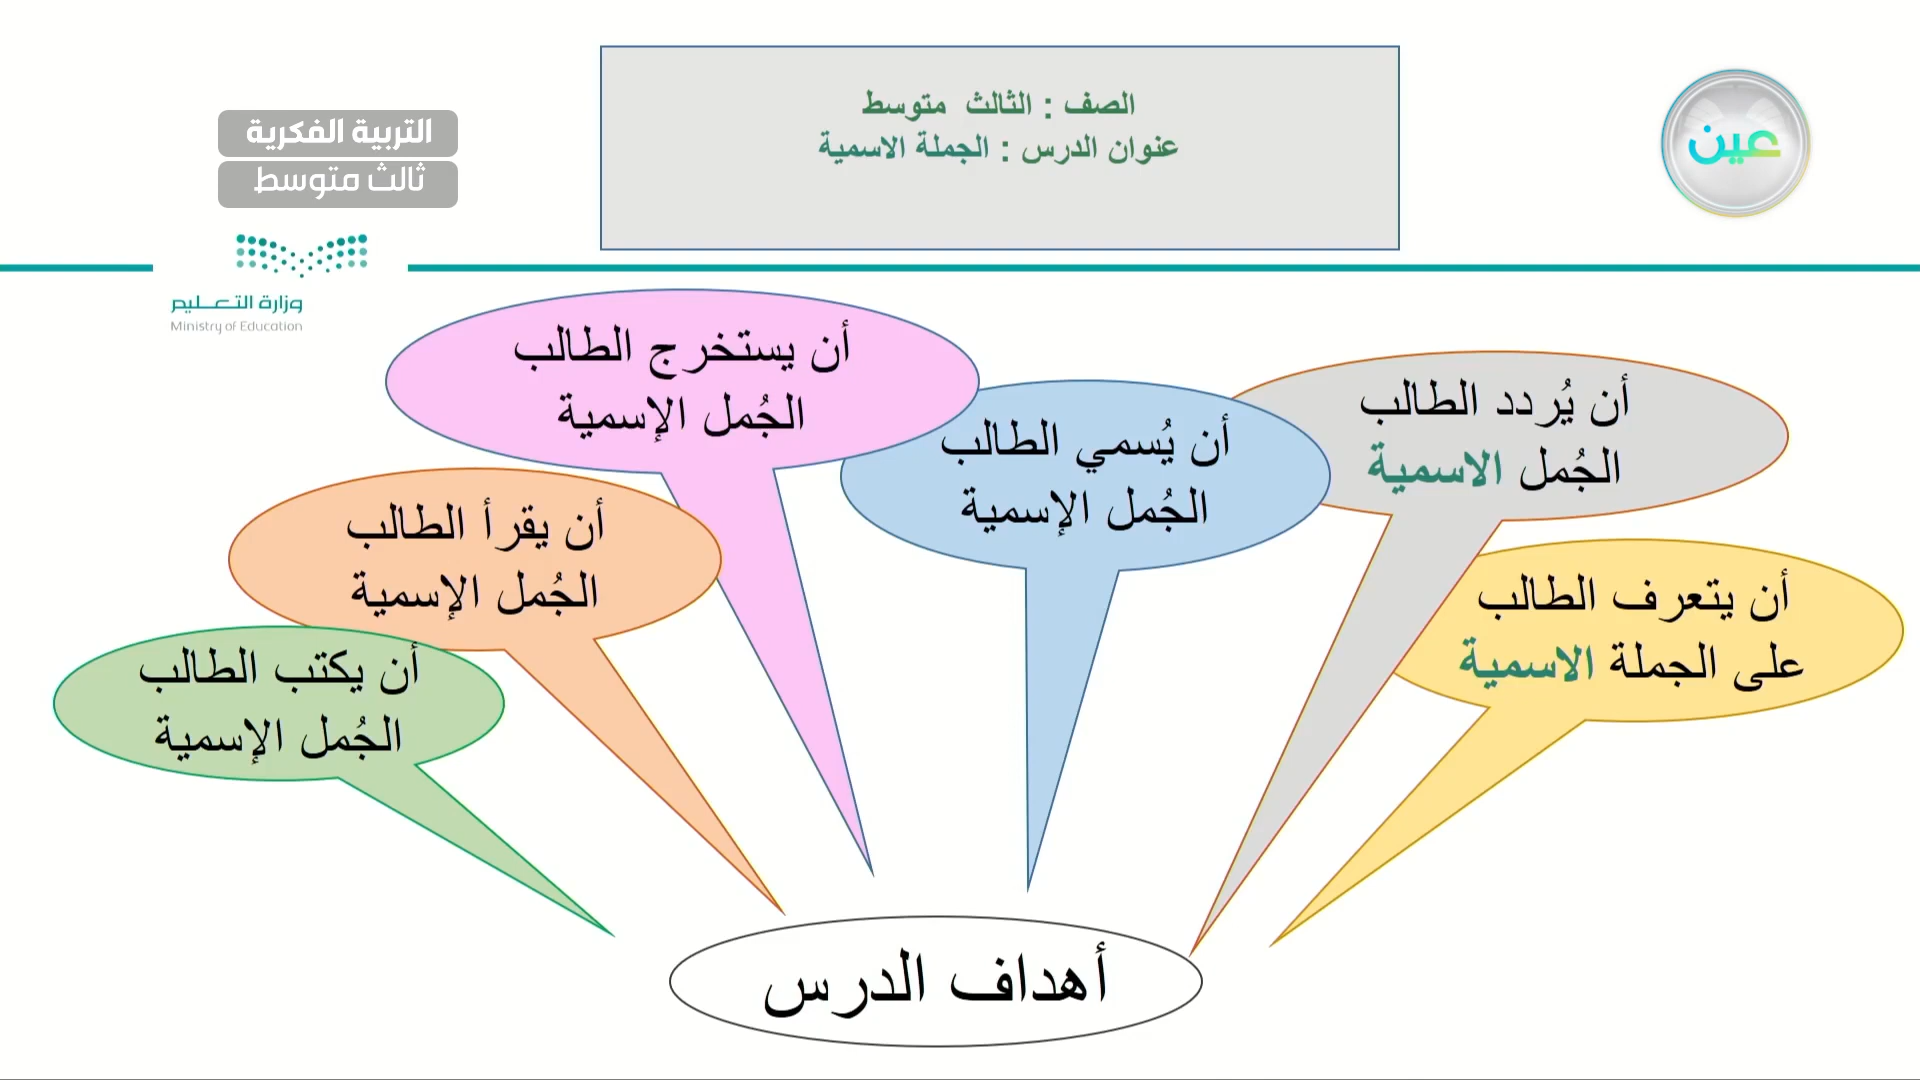 الصف : الثالث متوسط
عنوان الدرس : الجملة الاسمية
عين
التربية الفكرية
ثالث متوسط
وزارة التعليم
Ministry of Education
أن يتعرف الطالب
على الجملة الاسمية
أن يُردد الطالب
الجُمل الاسمية
أن يُسمي الطالب
الجُمل الإسمية
أن يستخرج الطالب
الجُمل الإسمية
أن يقرأ الطالب
الجُمل الإسمية
أن يكتب الطالب
الجُمل الإسمية
أهداف الدرس